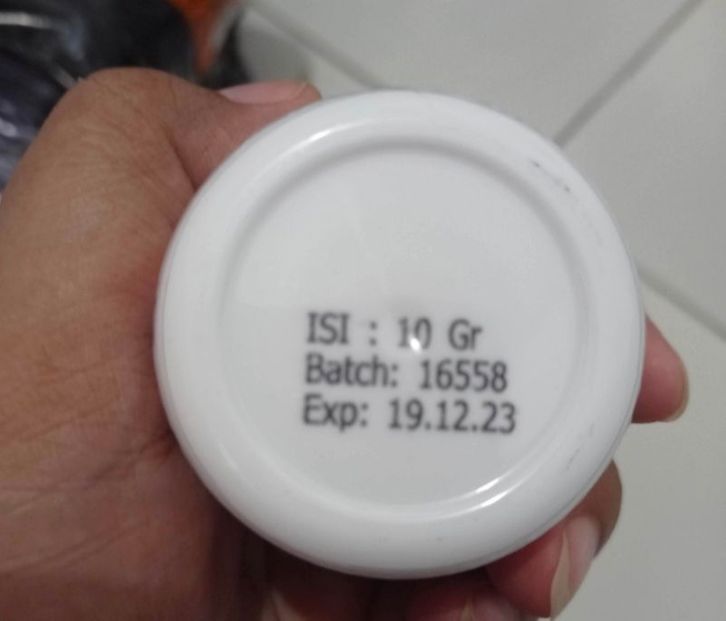 ISI : 10 Gr
Batch: 16558
Exp: 19.12.23